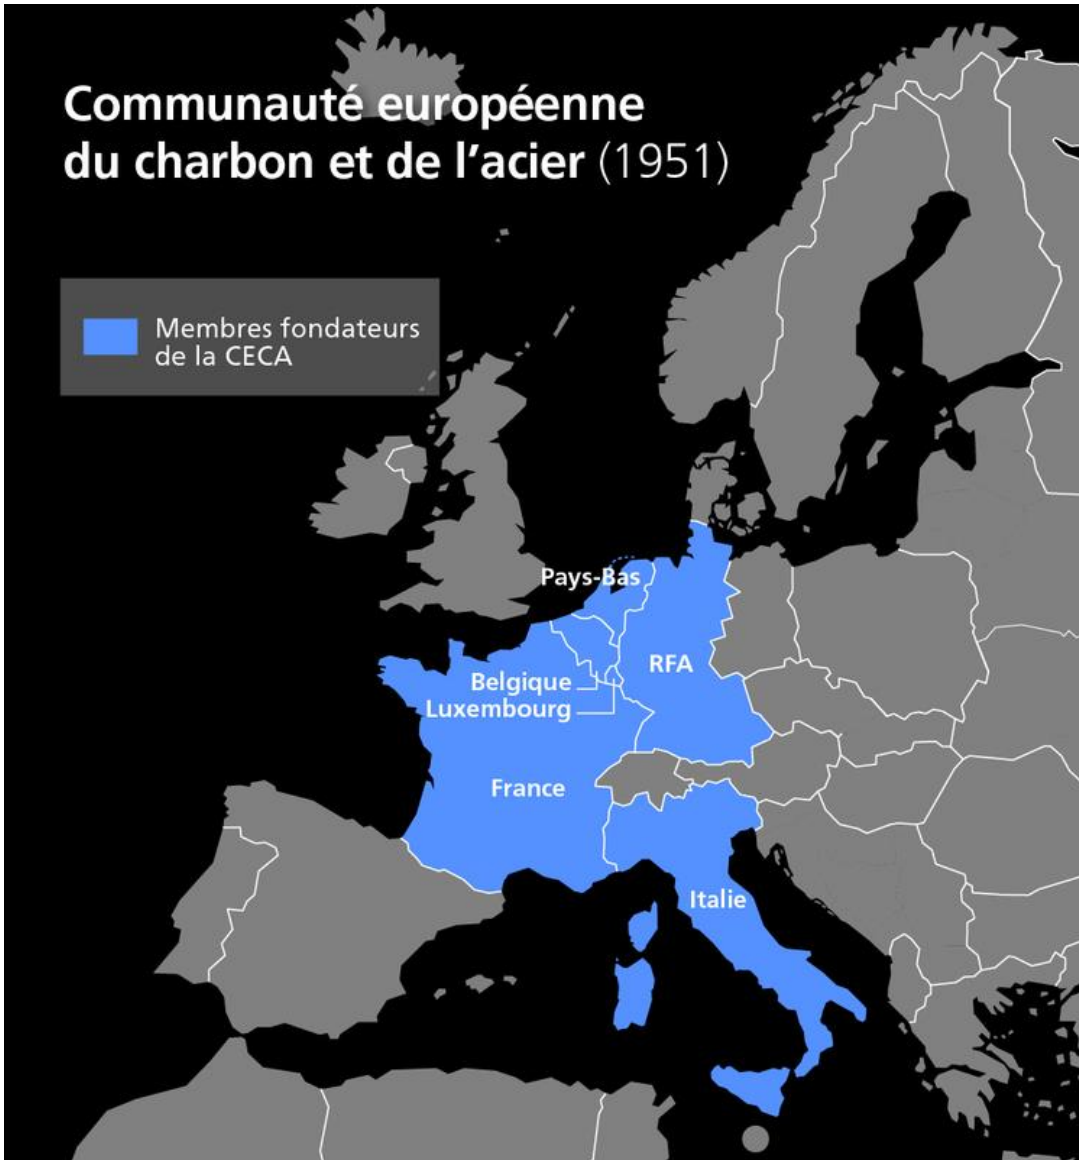 Communauté européenne
du charbon et de l'acier (1951)
Membres fondateurs
de la CECA
Pays-Bas
RFA
Belgique
Luxembourg
France
Italie